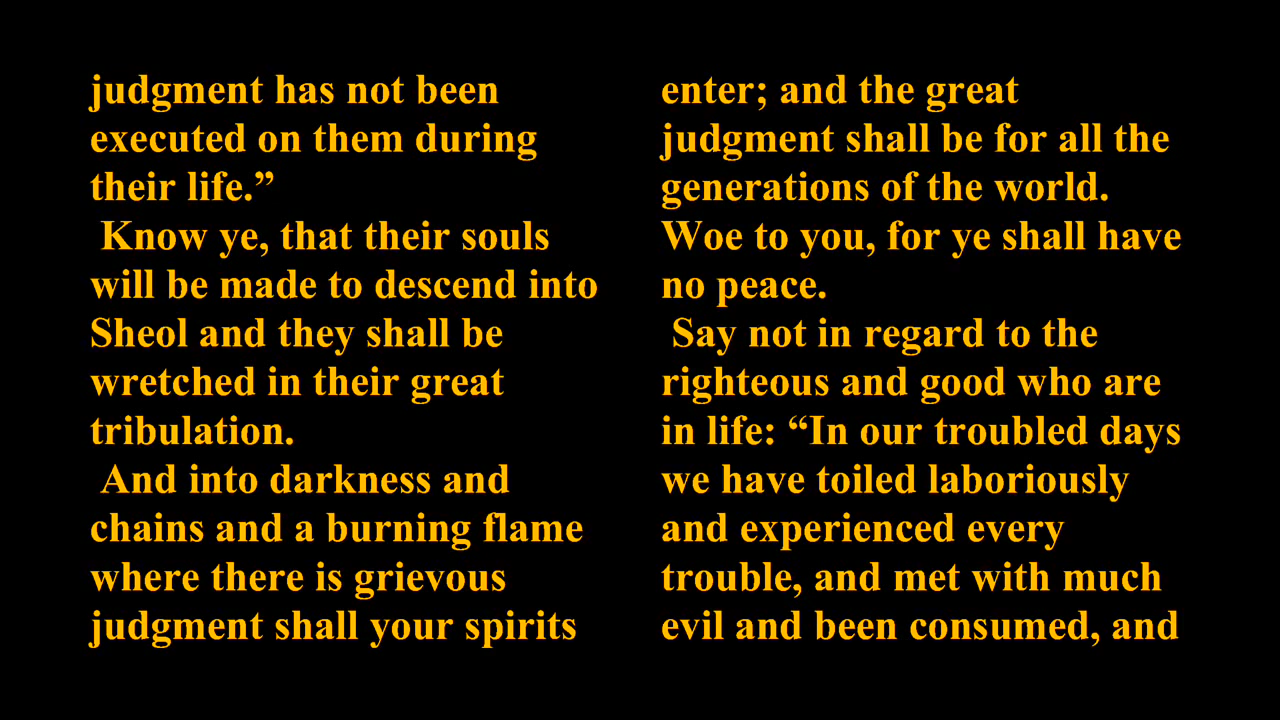 judgment has not been
executed on them during
their life.”
Know ye, that their souls
will be made to descend into
Sheol and they shall be
wretched in their great
tribulation.
And into darkness and
chains and a burning flame
where there is grievous
judgment shall your spirits
enter; and the great
judgment shall be for all the
generations of the world.
Woe to you, for ye shall have
no peace.
Say not in regard to the
righteous and good who are
in life: “In our troubled days
we have toiled laboriously
and experienced every
trouble, and met with much
evil and been consumed, and